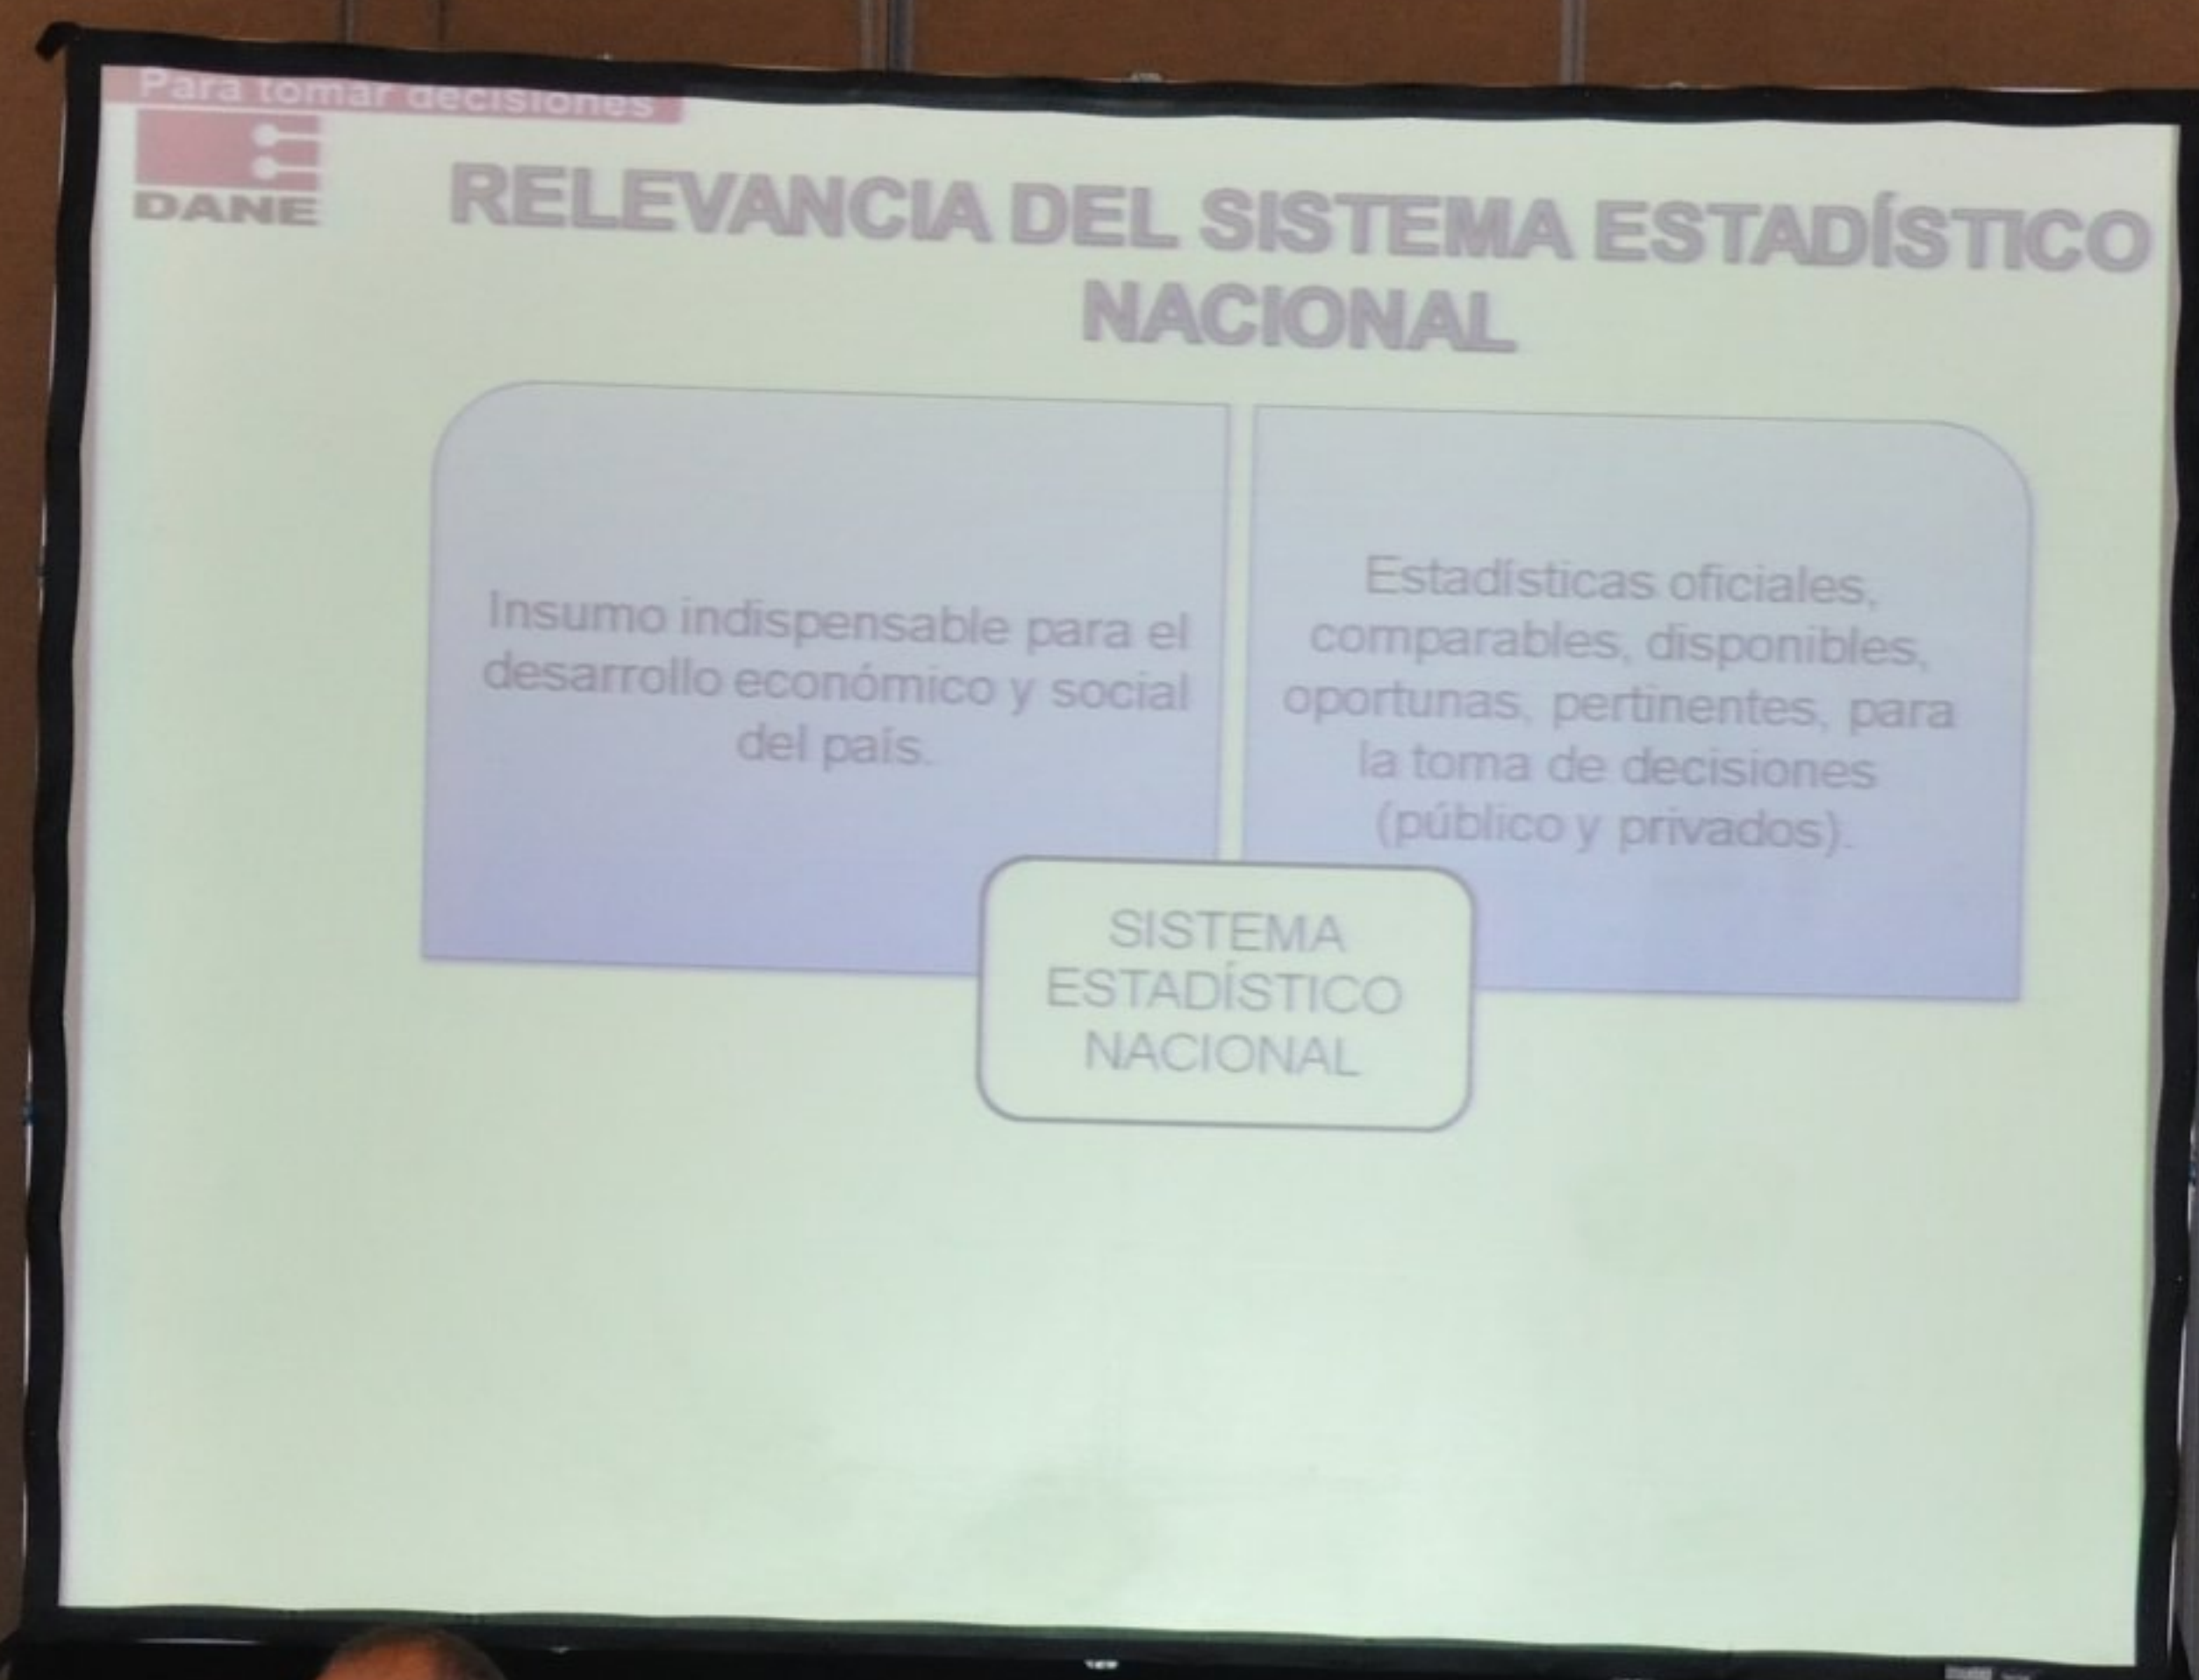 Para tomar decisiones
DANE
RELEVANCIA DEL SISTEMA ESTADÍSTICO
NACIONAL
Insumo indispensable para el
desarrollo económico y social
del país.
Estadísticas oficiales,
comparables, disponibles,
oportunas, pertinentes, para
la toma de decisiones
(público y privados).
SISTEMA
ESTADÍSTICO
NACIONAL